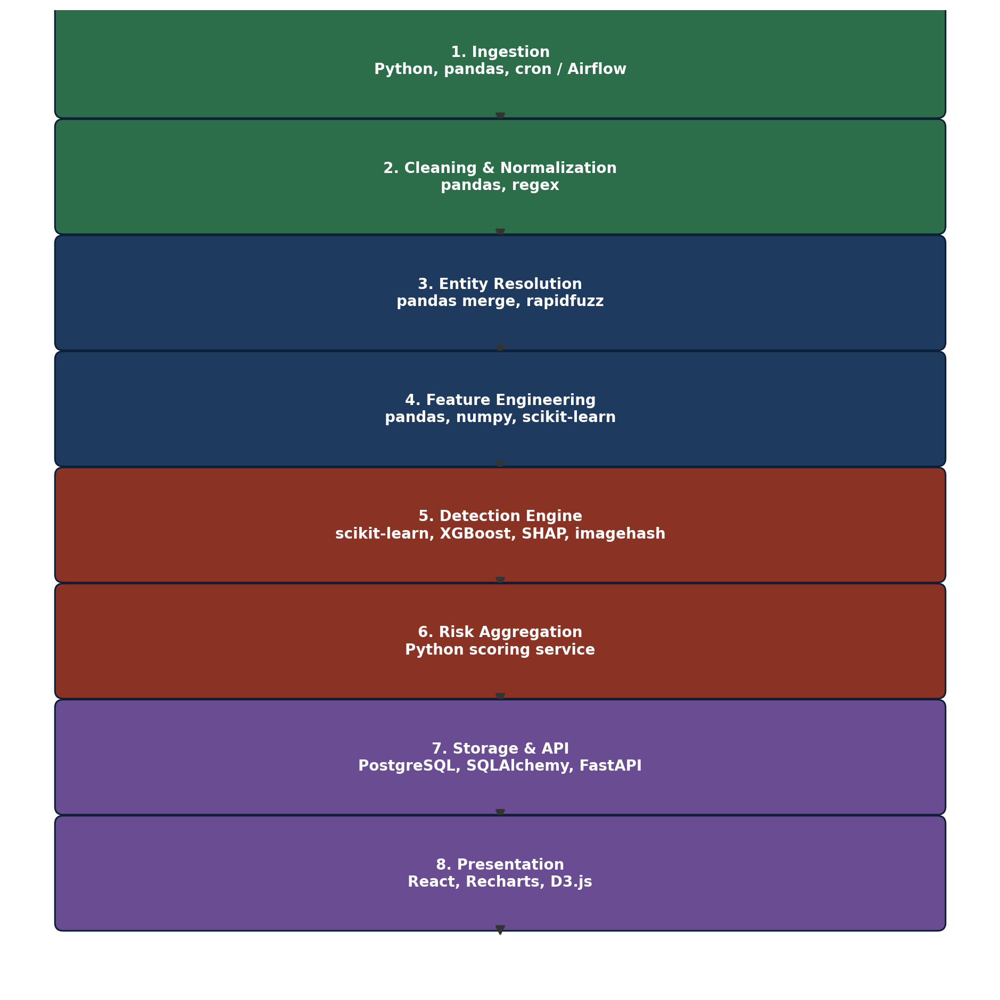 1. Ingestion
Python, pandas, cron / Airflow
2. Cleaning & Normalization
pandas, regex
3. Entity Resolution
pandas merge, rapidfuzz
4. Feature Engineering
pandas, numpy, scikit-learn
5. Detection Engine
scikit-learn, XGBoost, SHAP, imagehash
6. Risk Aggregation
Python scoring service
7. Storage & API
PostgreSQL, SQLAlchemy, FastAPI
8. Presentation
React, Recharts, D3.js